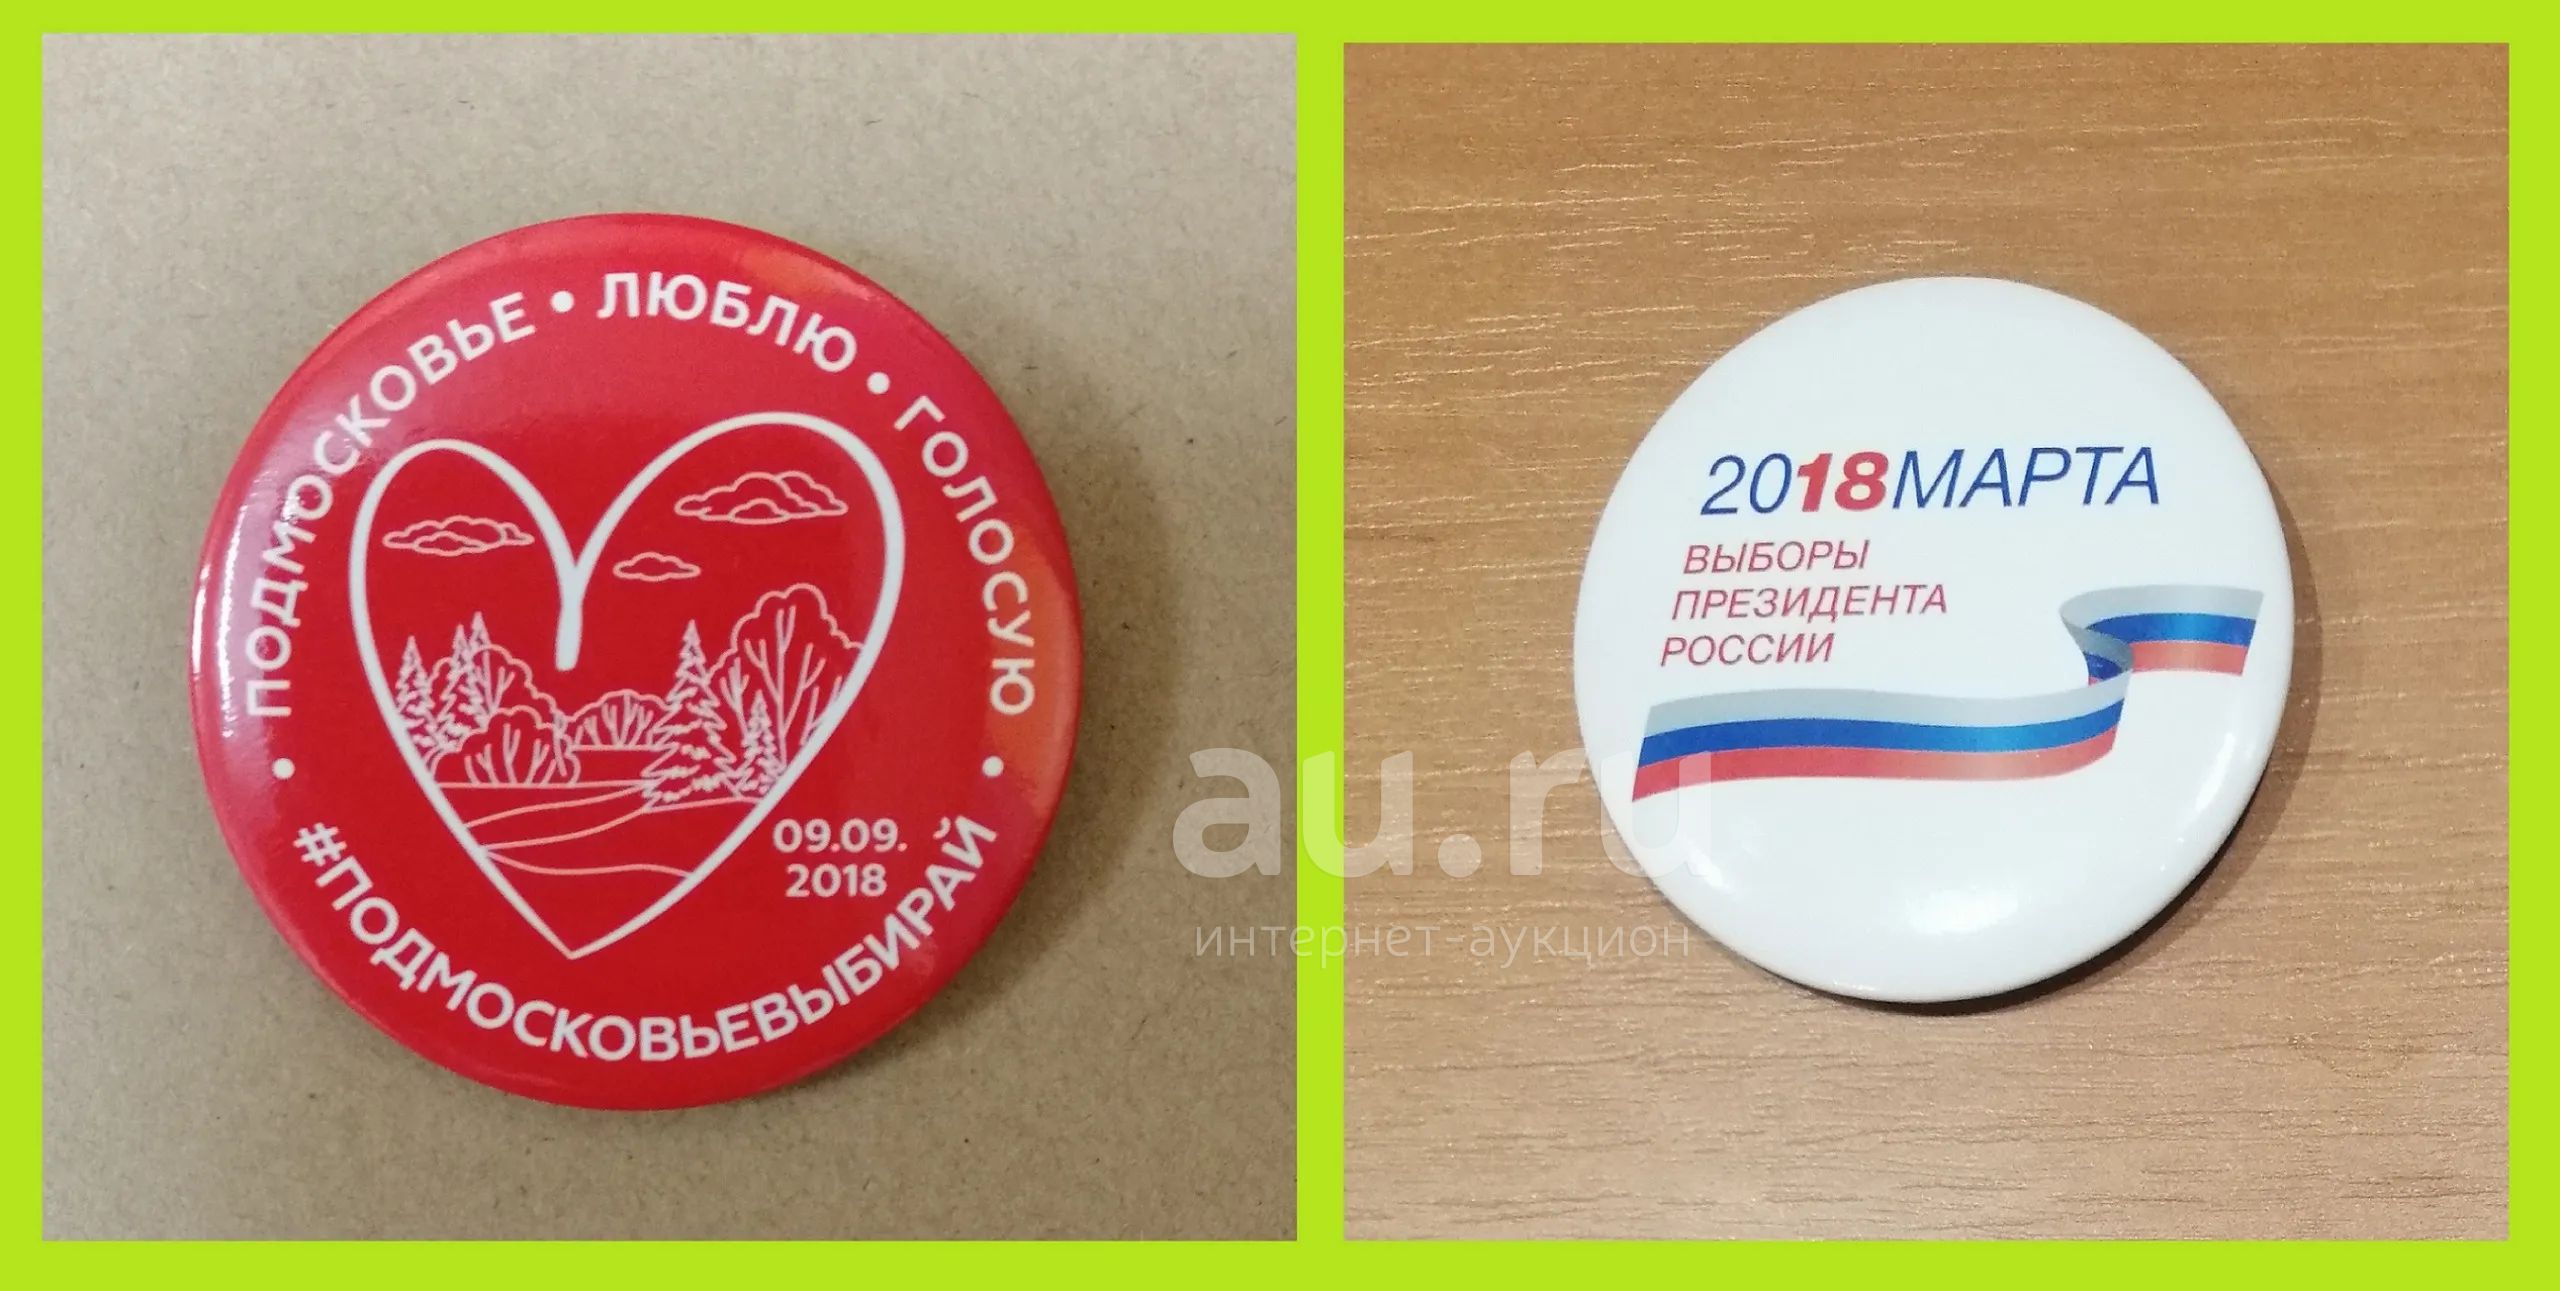 • ПОДМОСКОВЬЕ • ЛЮБЛЮ • ГОЛОСУЮ •
09.09.
2018
#ПОДМОСКОВЬЕВЫБИРАЙ
2018МАРТА
ВЫБОРЫ
ПРЕЗИДЕНТА
РОССИИ
au.ru
интернет-аукцион